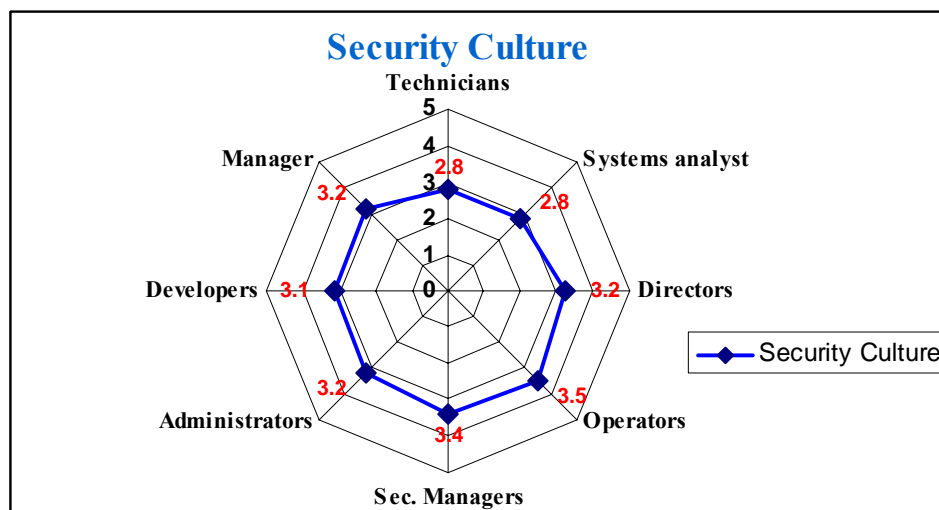 Security Culture
Technicians
5
Manager
4
Systems analyst
3.2
3
2.8
2.8
2
1
Developers
3.1
0
3.2
Directors
Security Culture
Administrators
3.2
3.5
Operators
3.4
Sec. Managers